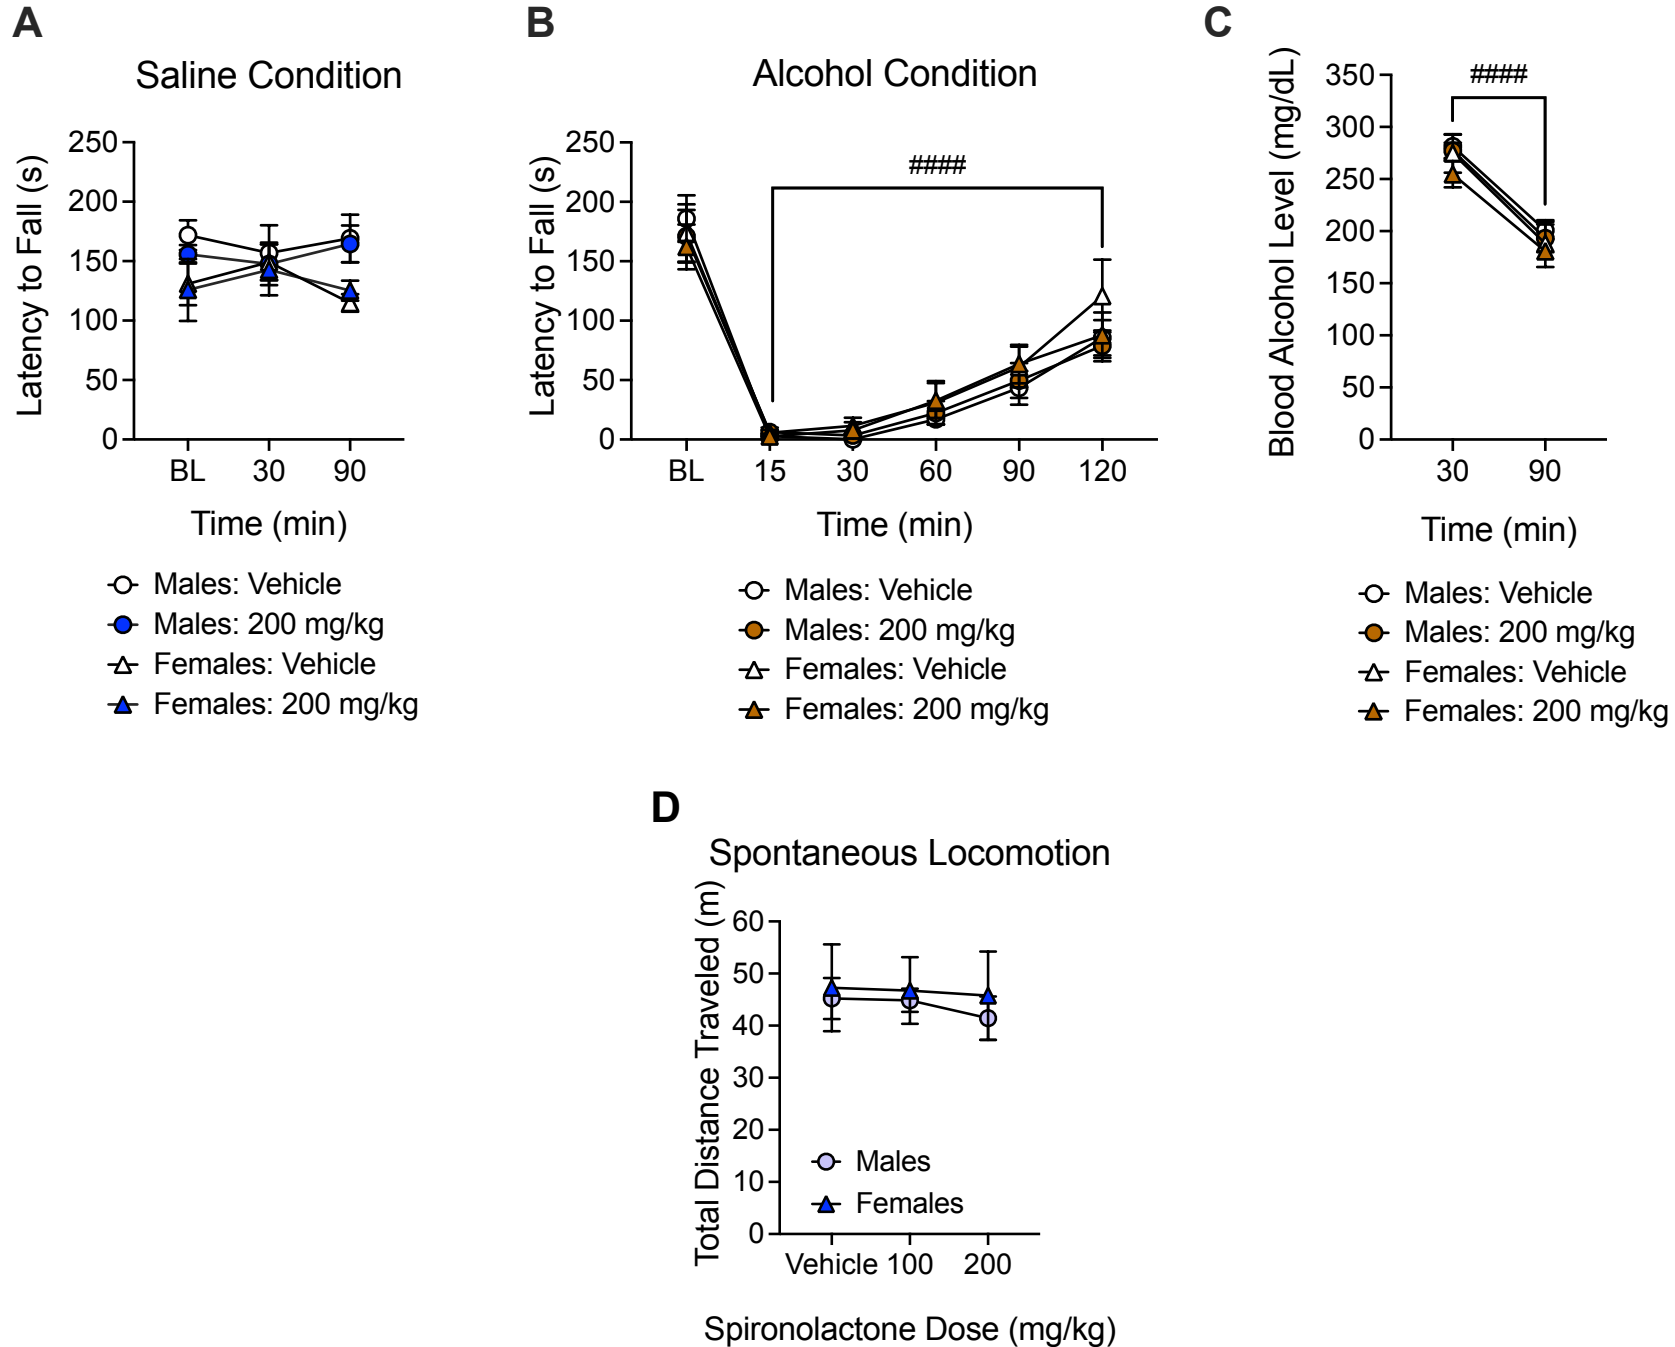 A
Saline Condition
Latency to Fall (s)
250
200
150
100
50
0
BL 30 90
Time (min)
Males: Vehicle
Males: 200 mg/kg
Females: Vehicle
Females: 200 mg/kg
B
Alcohol Condition
####
Latency to Fall (s)
250
200
150
100
50
0
BL 15 30 60 90 120
Time (min)
Males: Vehicle
Males: 200 mg/kg
Females: Vehicle
Females: 200 mg/kg
C
####
Blood Alcohol Level (mg/dL)
350
300
250
200
150
100
50
0
30 90
Time (min)
Males: Vehicle
Males: 200 mg/kg
Females: Vehicle
Females: 200 mg/kg
D
Spontaneous Locomotion
Total Distance Traveled (m)
60
50
40
30
20
10
0
Males
Females
Vehicle 100 200
Spironolactone Dose (mg/kg)